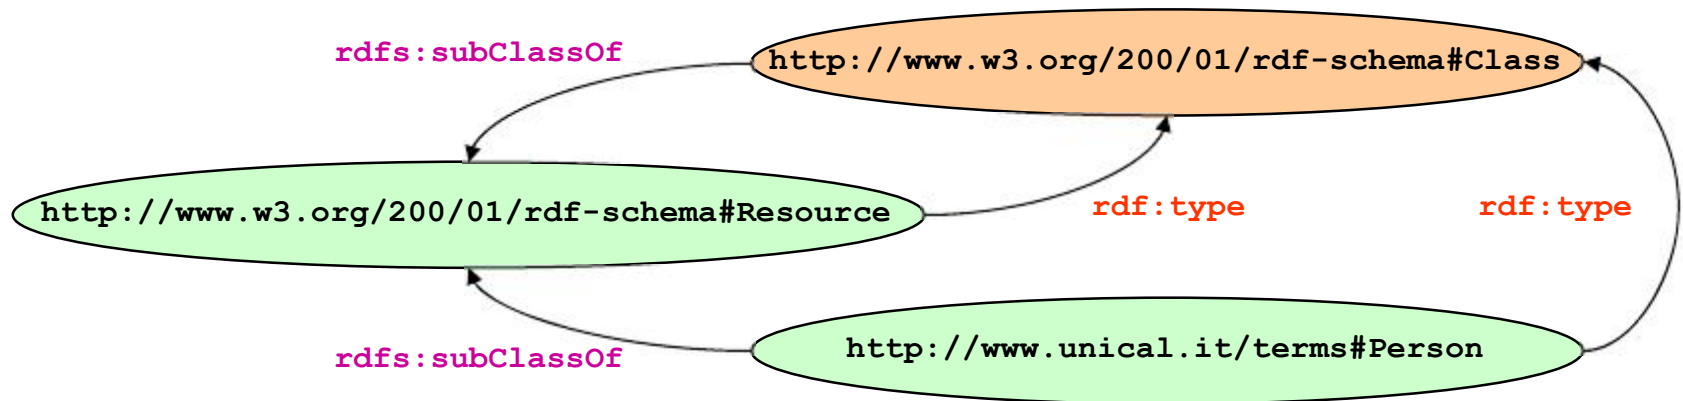 rdfs:subClassOf
http://www.w3.org/200/01/rdf-schema#Class
http://www.w3.org/200/01/rdf-schema#Resource
rdf:type
rdf:type
rdfs:subClassOf
http://www.unical.it/terms#Person